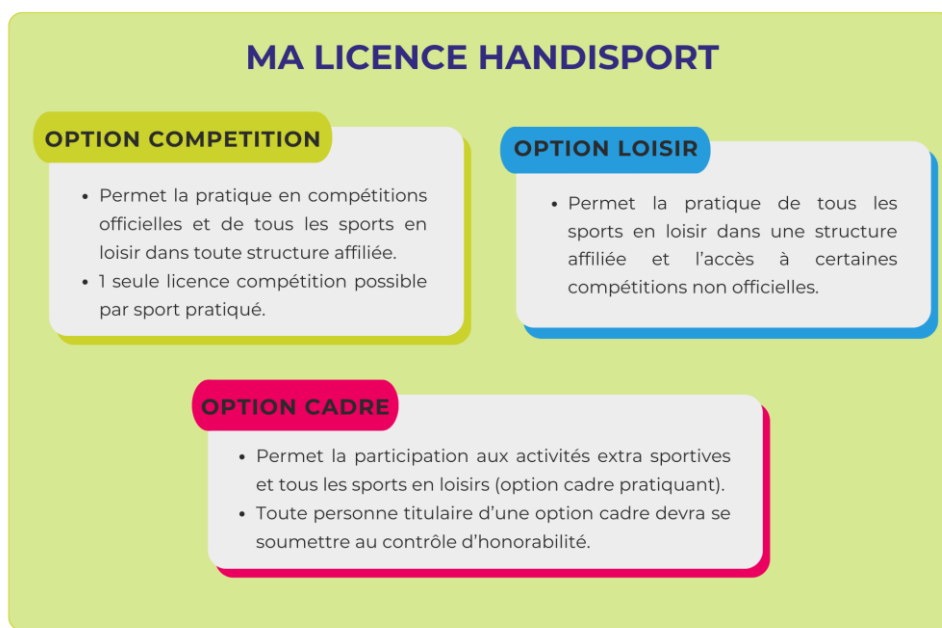 MA LICENCE HANDISPORT
OPTION COMPETITION
• Permet la pratique en compétitions
officielles et de tous les sports en
loisir dans toute structure affiliée.
• 1 seule licence compétition possible
par sport pratiqué.
OPTION LOISIR
• Permet la pratique de tous les
sports en loisir dans une structure
affiliée et l’accès à certaines
compétitions non officielles.
OPTION CADRE
• Permet la participation aux activités extra sportives
et tous les sports en loisirs (option cadre pratiquant).
• Toute personne titulaire d’une option cadre devra se
soumettre au contrôle d’honorabilité.